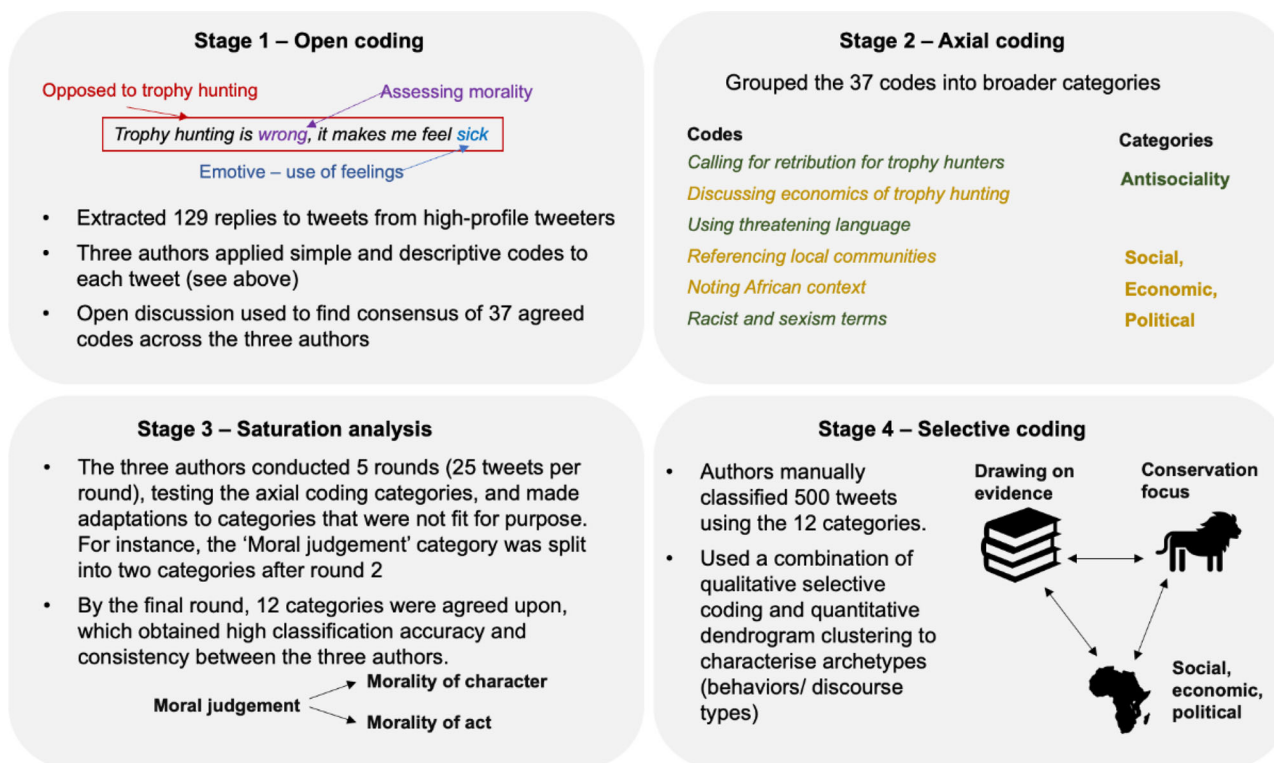 Stage 1 – Open coding
Opposed to trophy hunting
Assessing morality
Trophy hunting is wrong, it makes me feel sick
Emotive – use of feelings
• Extracted 129 replies to tweets from high-profile tweeters
• Three authors applied simple and descriptive codes to
each tweet (see above)
• Open discussion used to find consensus of 37 agreed
codes across the three authors
Stage 2 – Axial coding
Grouped the 37 codes into broader categories
Codes
Calling for retribution for trophy hunters
Discussing economics of trophy hunting
Using threatening language
Referencing local communities
Noting African context
Racist and sexism terms
Categories
Antisociality
Social,
Economic,
Political
Stage 3 – Saturation analysis
• The three authors conducted 5 rounds (25 tweets per
round), testing the axial coding categories, and made
adaptations to categories that were not fit for purpose.
For instance, the ‘Moral judgement’ category was split
into two categories after round 2
• By the final round, 12 categories were agreed upon,
which obtained high classification accuracy and
consistency between the three authors.
Moral judgement
Morality of character
Morality of act
Stage 4 – Selective coding
• Authors manually
classified 500 tweets
using the 12 categories.
• Used a combination of
qualitative selective
coding and quantitative
dendrogram clustering to
characterise archetypes
(behaviors/ discourse
types)
Drawing on
evidence
Conservation
focus
Social,
economic,
political